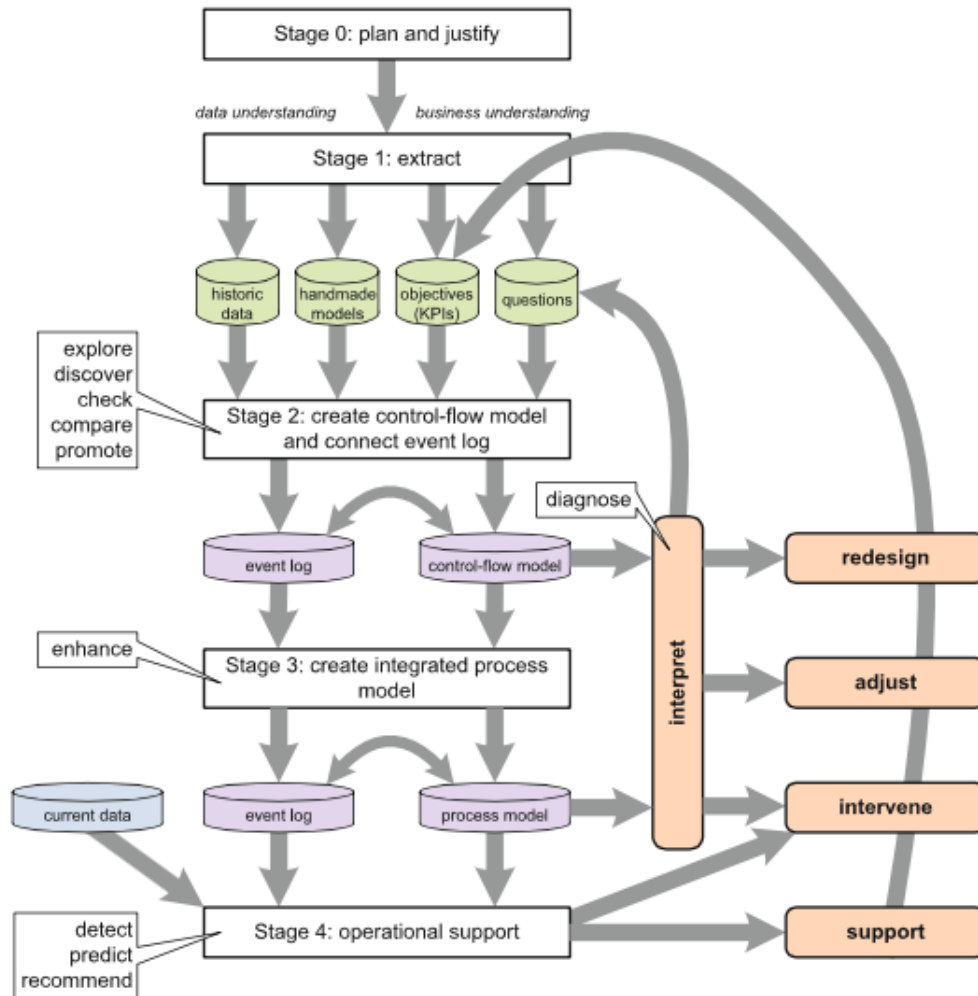 Stage 0: plan and justify
data understanding
business understanding
Stage 1: extract
historic
data
handmade
models
objectives
(KPIs)
questions
explore
discover
check
compare
promote
Stage 2: create control-flow model
and connect event log
diagnose
event log
control-flow model
redesign
enhance
Stage 3: create integrated process
model
interpret
adjust
current data
event log
process model
intervene
detect
predict
recommend
Stage 4: operational support
support